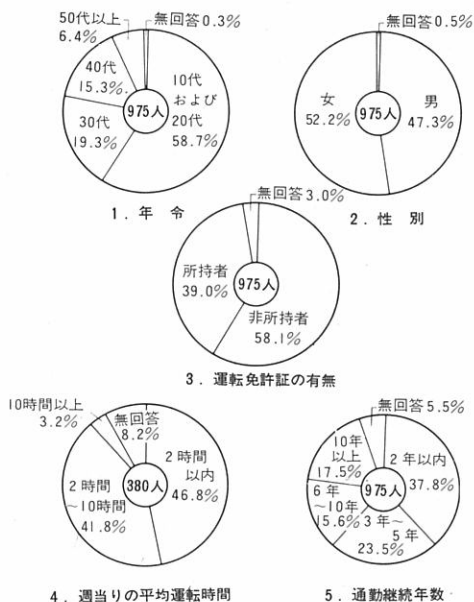 50代以上
6.4%
無回答0.3%
40代
15.3%
30代
19.3%
975人
10代
および
20代
58.7%
1．年　令
無回答0.5%
女
52.2%
975人
男
47.3%
2．性　別
無回答3.0%
所持者
39.0%
975人
非所持者
58.1%
3．運転免許証の有無
10時間以上
3.2%
無回答
8.2%
2時間
〜10時間
41.8%
380人
2時間
以内
46.8%
4．週当りの平均運転時間
無回答5.5%
10年
以上
17.5%
6年
〜10年
15.6%
975人
2年以内
37.8%
3年〜
5年
23.5%
5．通勤継続年数